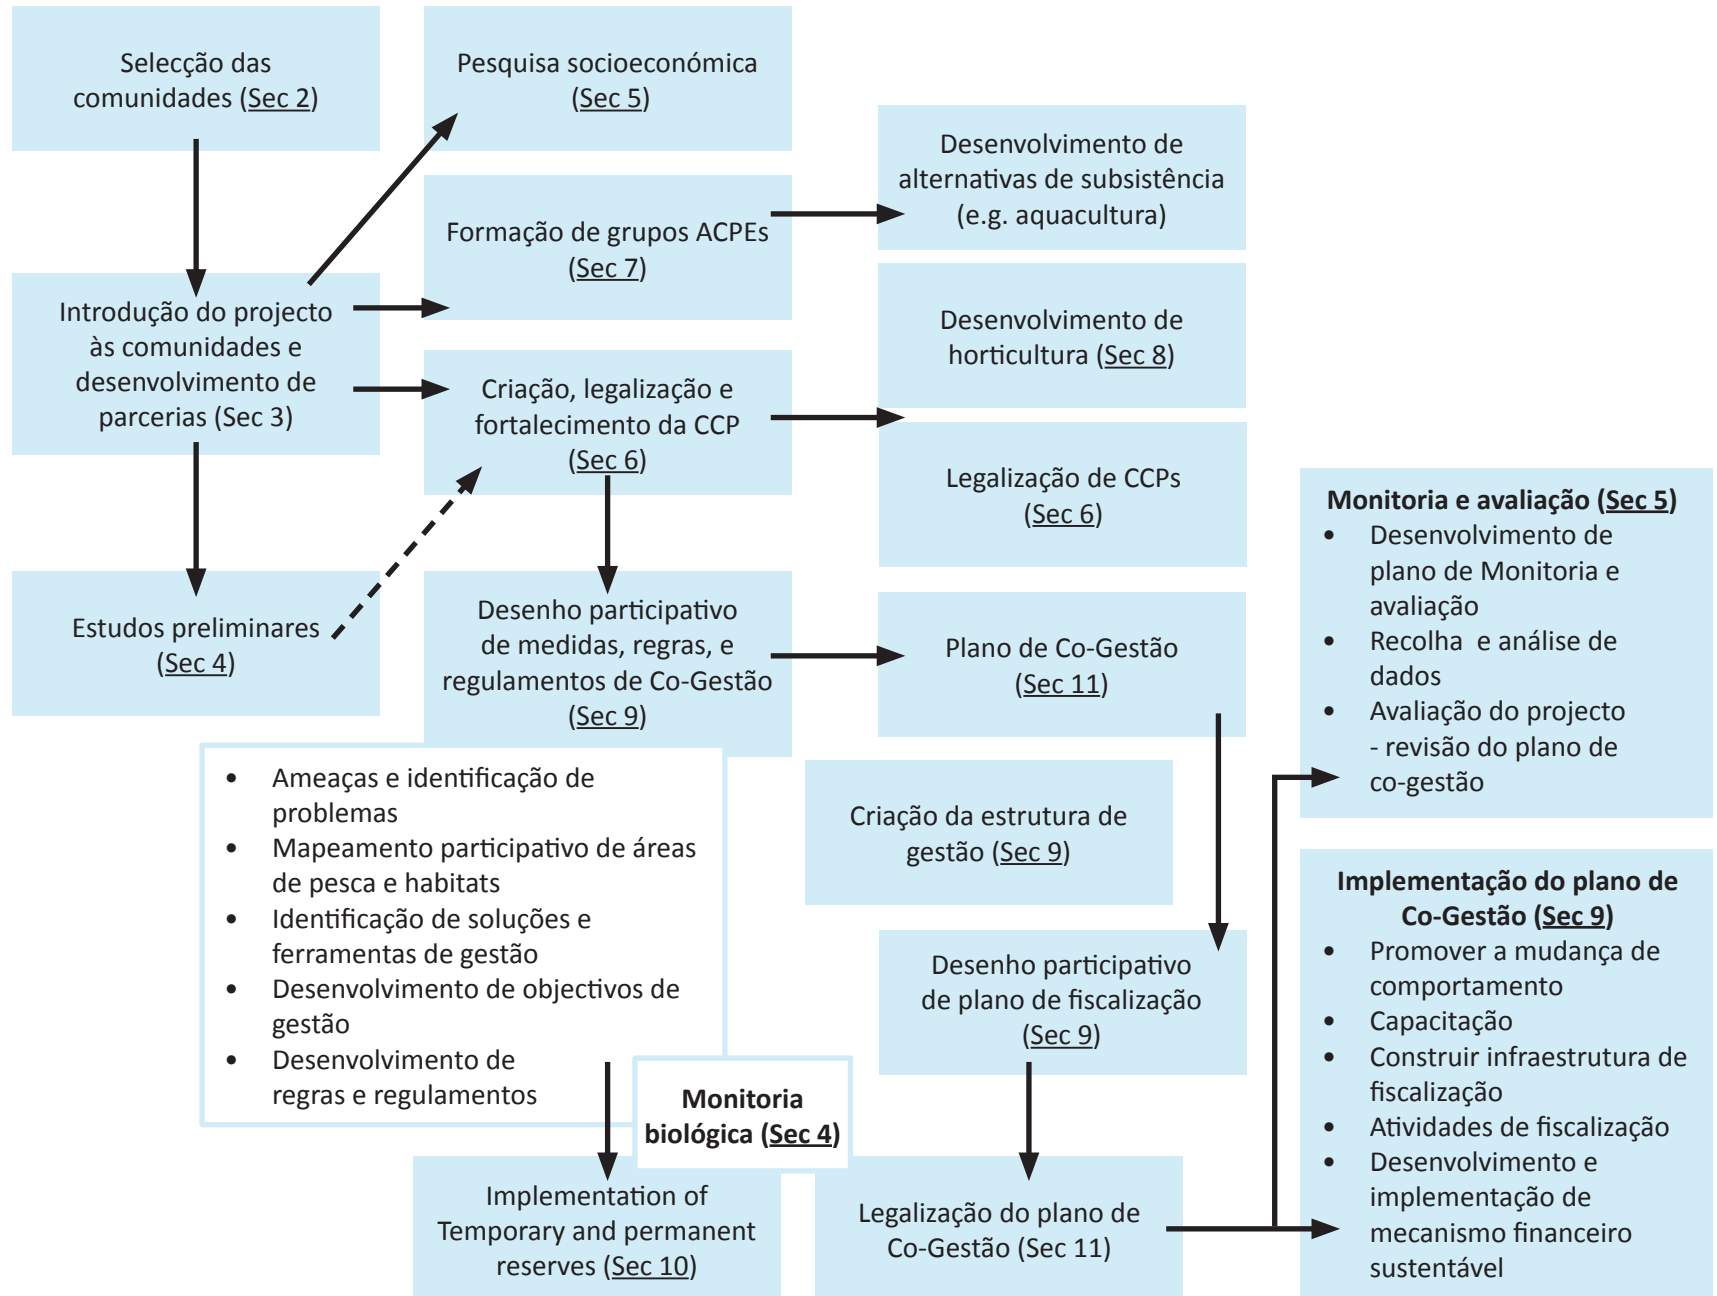 Selecção das
comunidades (Sec 2)
Pesquisa socioeconómica
(Sec 5)
Desenvolvimento de
alternativas de subsistência
(e.g. aquacultura)
Formação de grupos ACPEs
(Sec 7)
Introdução do projecto
às comunidades e
desenvolvimento de
parcerias (Sec 3)
Desenvolvimento de
horticultura (Sec 8)
Criação, legalização e
fortalecimento da CCP
(Sec 6)
Legalização de CCPs
(Sec 6)
Estudos preliminares
(Sec 4)
Desenho participativo
de medidas, regras, e
regulamentos de Co-Gestão
(Sec 9)
Plano de Co-Gestão
(Sec 11)
• Ameaças e identificação de
problemas
• Mapeamento participativo de áreas
de pesca e habitats
• Identificação de soluções e
ferramentas de gestão
• Desenvolvimento de objectivos de
gestão
• Desenvolvimento de
regras e regulamentos
Criação da estrutura de
gestão (Sec 9)
Desenho participativo
de plano de fiscalização
(Sec 9)
Monitoria
biológica (Sec 4)
Implementation of
Temporary and permanent
reserves (Sec 10)
Legalização do plano de
Co-Gestão (Sec 11)
Monitoria e avaliação (Sec 5)
• Desenvolvimento de
plano de Monitoria e
avaliação
• Recolha e análise de
dados
• Avaliação do projecto
- revisão do plano de
co-gestão
Implementação do plano de
Co-Gestão (Sec 9)
• Promover a mudança de
comportamento
• Capacitação
• Construir infraestrutura de
fiscalização
• Atividades de fiscalização
• Desenvolvimento e
implementação de
mecanismo financeiro
sustentável